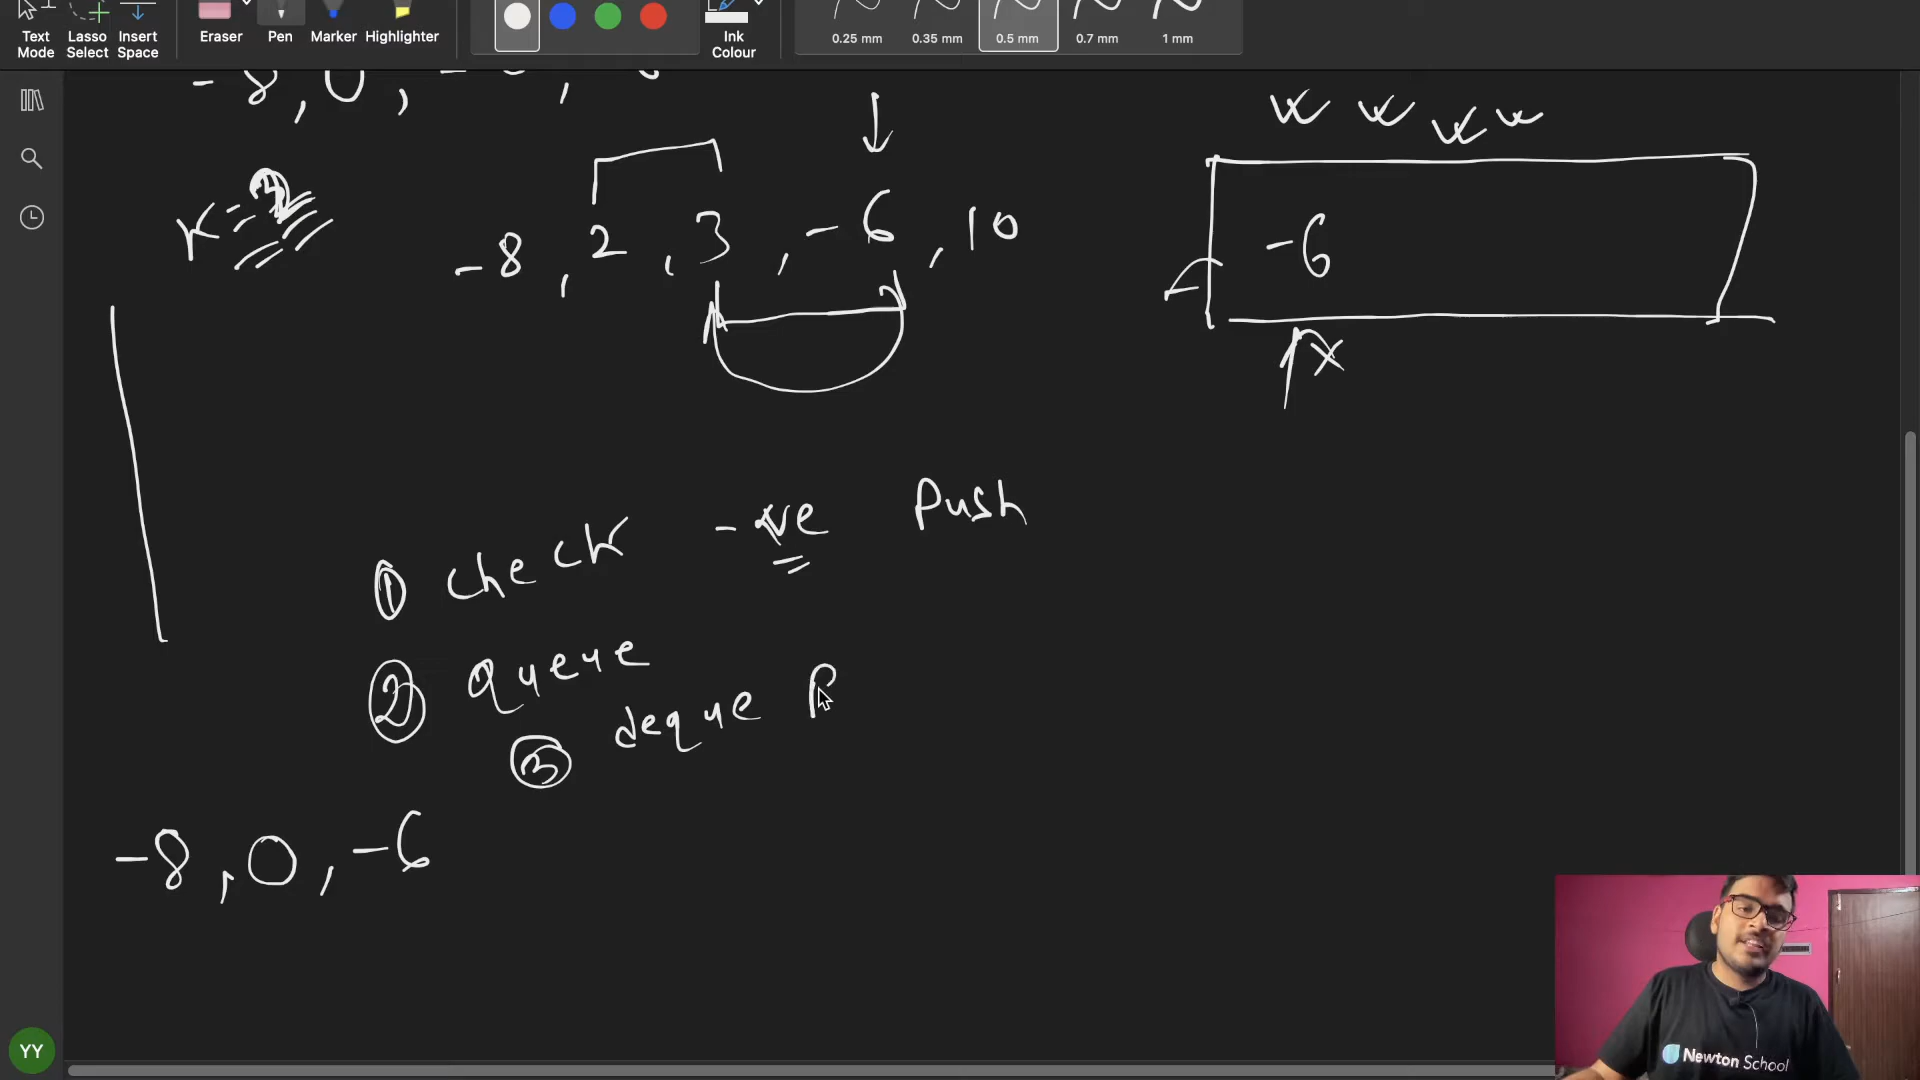 Text Mode
Lasso Select
Insert Space
Eraser
Pen
Marker
Highlighter
Ink Colour
0.25 mm
0.35 mm
0.5 mm
0.7 mm
1 mm
-8, 0,
K=
-8, 2, 3, -6, 10
-6
x
① check -ve Push
② queue
③ deque P
-8, 0, -6
YY
Newton School